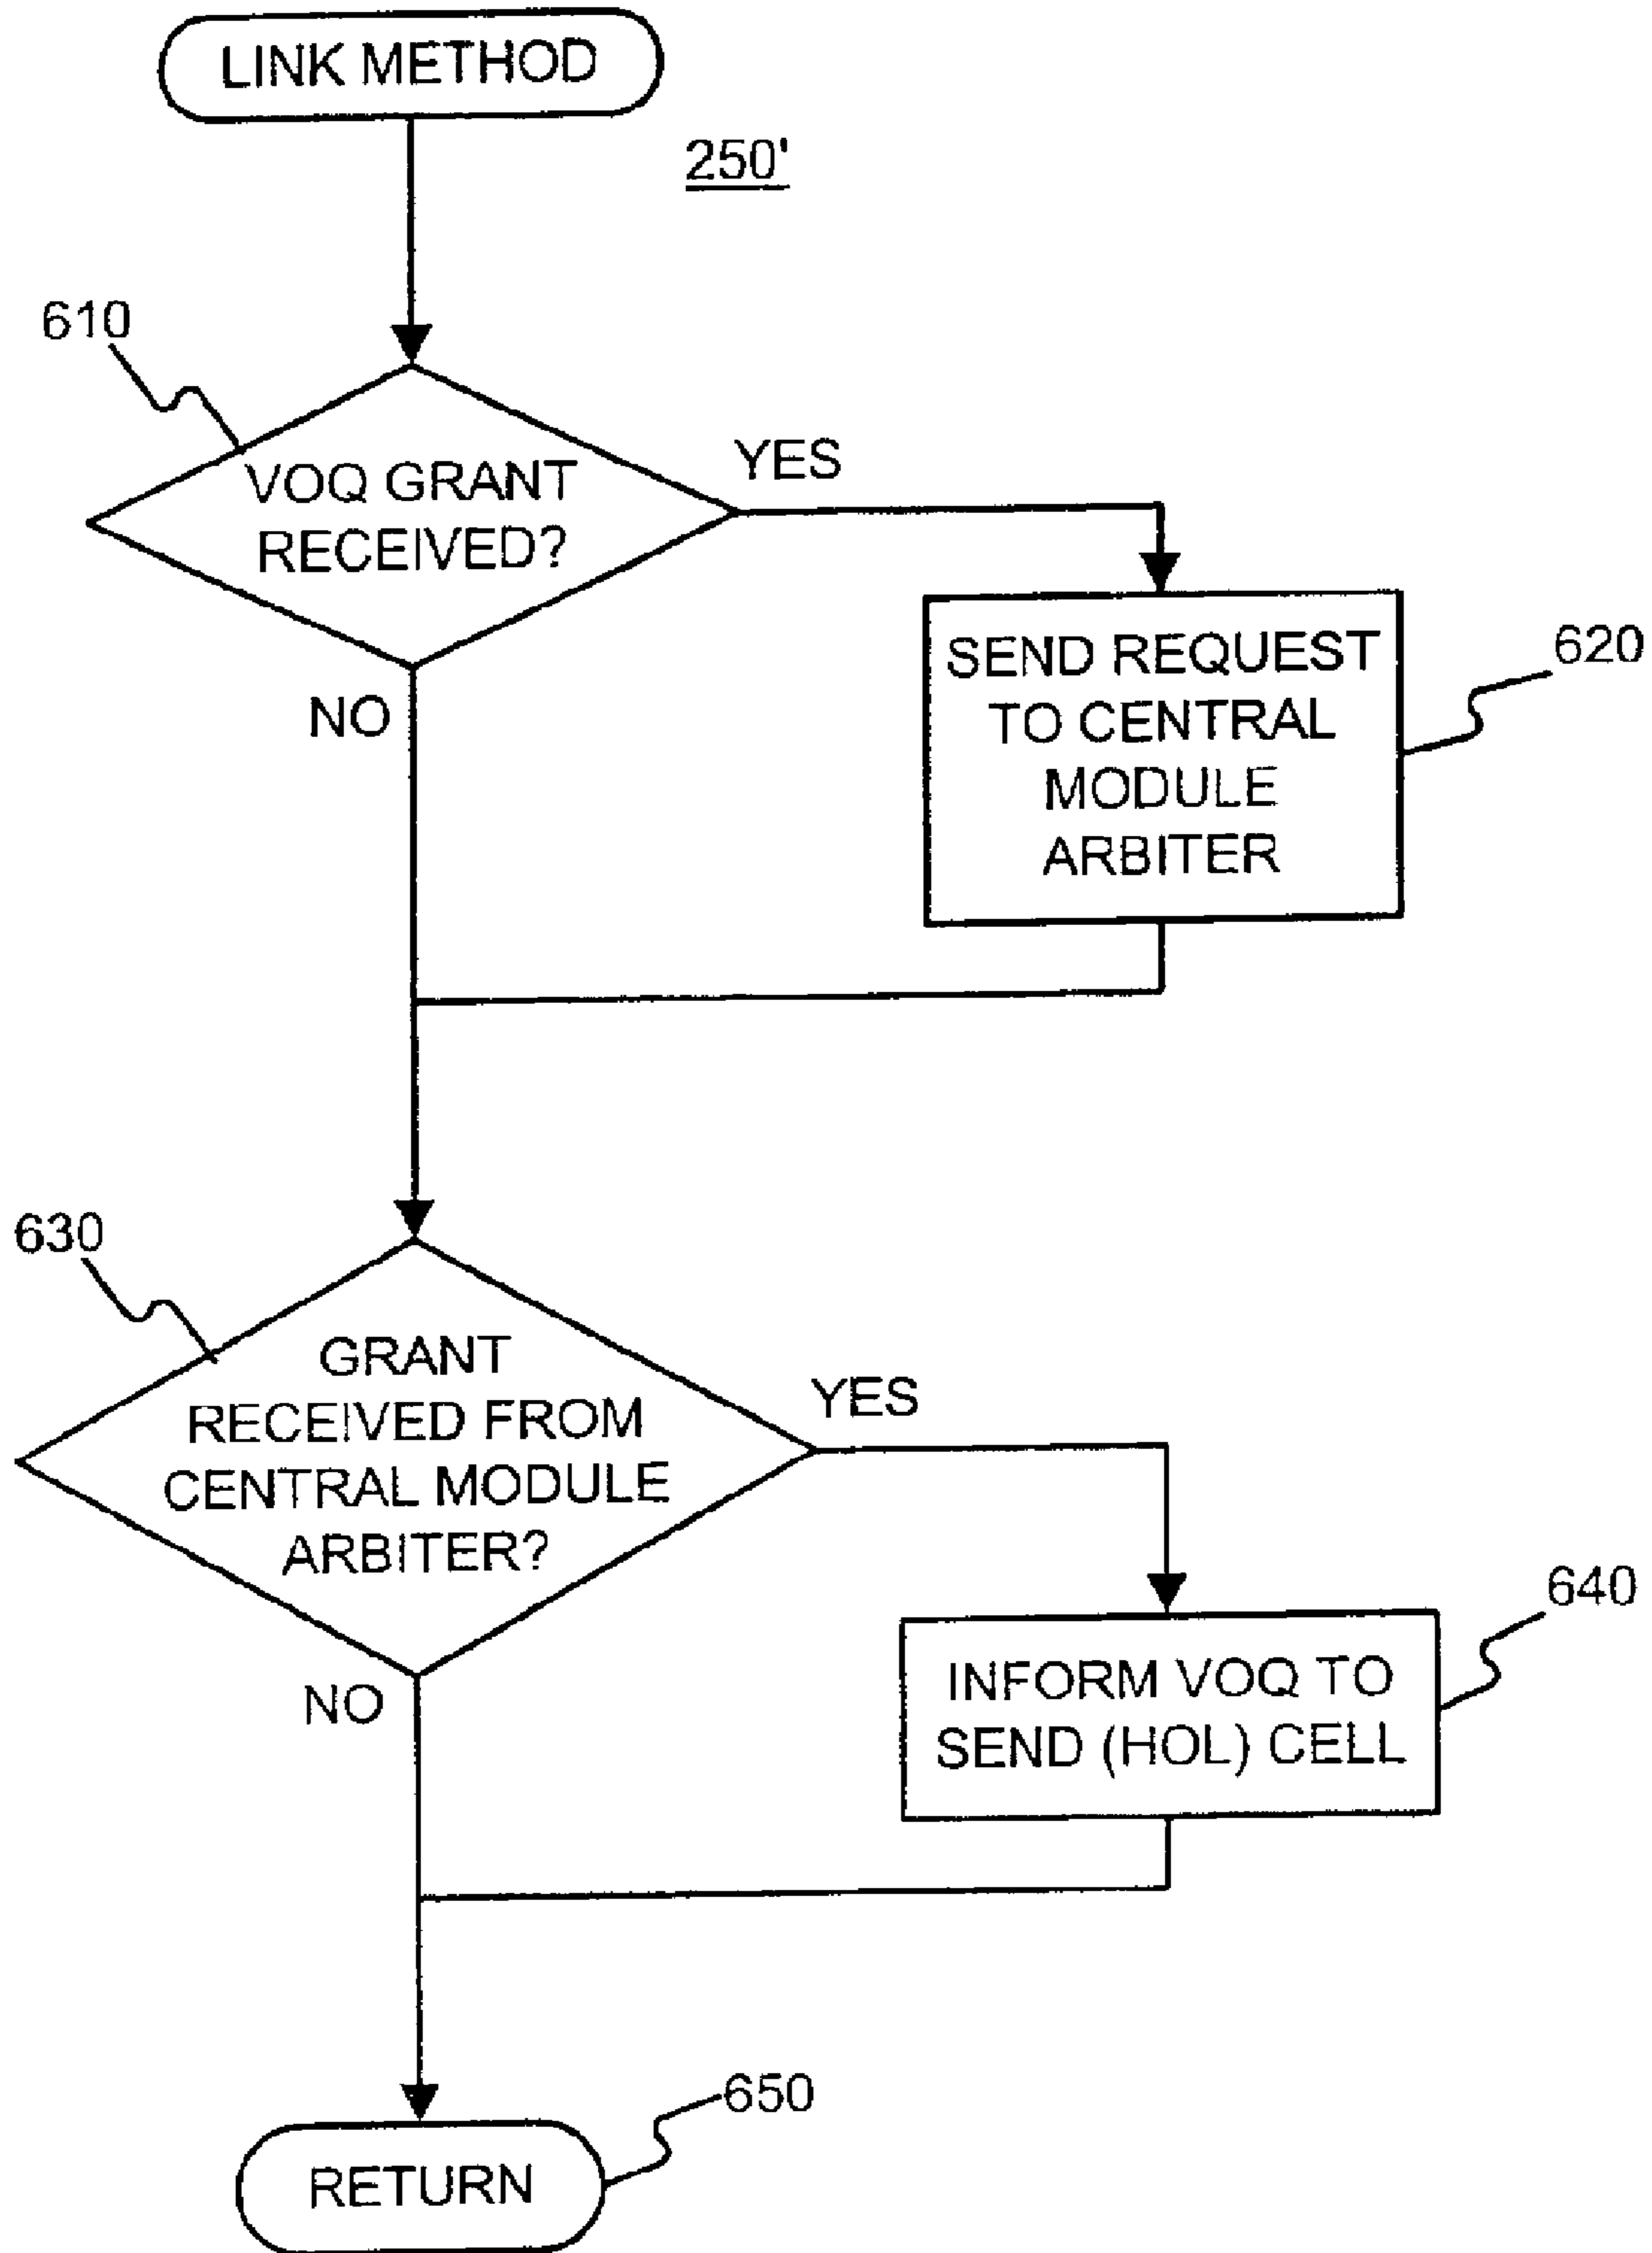 LINK METHOD
250'
610
VOQ GRANT
RECEIVED?
YES
NO
SEND REQUEST
TO CENTRAL
MODULE
ARBITER
620
630
GRANT
RECEIVED FROM
CENTRAL MODULE
ARBITER?
YES
NO
INFORM VOQ TO
SEND (HOL) CELL
640
650
RETURN